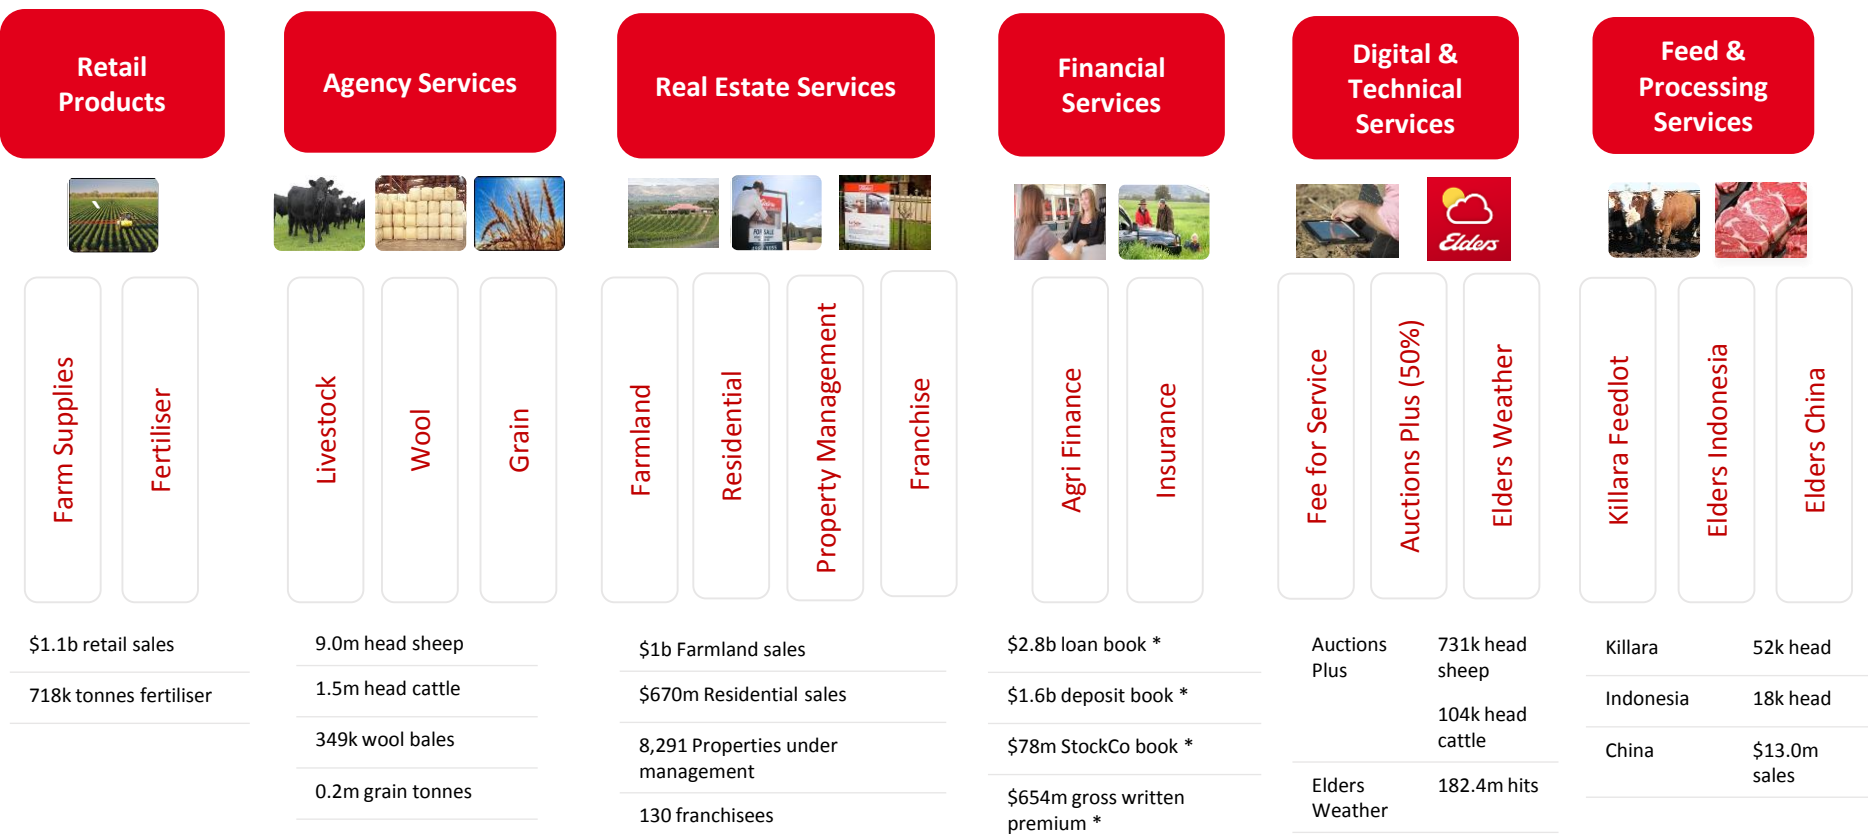 Retail
Products
Agency Services
Real Estate Services
Financial
Services
Digital &
Technical
Services
Feed &
Processing
Services
FOR SALE
Elders
Farm Supplies
Fertiliser
Livestock
Wool
Grain
Farmland
Residential
Property Management
Franchise
Agri Finance
Insurance
Fee for Service
Auctions Plus (50%)
Elders Weather
Killara Feedlot
Elders Indonesia
Elders China
$1.1b retail sales
718k tonnes fertiliser
9.0m head sheep
1.5m head cattle
349k wool bales
0.2m grain tonnes
$1b Farmland sales
$670m Residential sales
8,291 Properties under
management
130 franchisees
$2.8b loan book *
$1.6b deposit book *
$78m StockCo book *
$654m gross written
premium *
Auctions
Plus
731k head
sheep
104k head
cattle
Elders
Weather
182.4m hits
Killara
52k head
Indonesia
18k head
China
$13.0m
sales